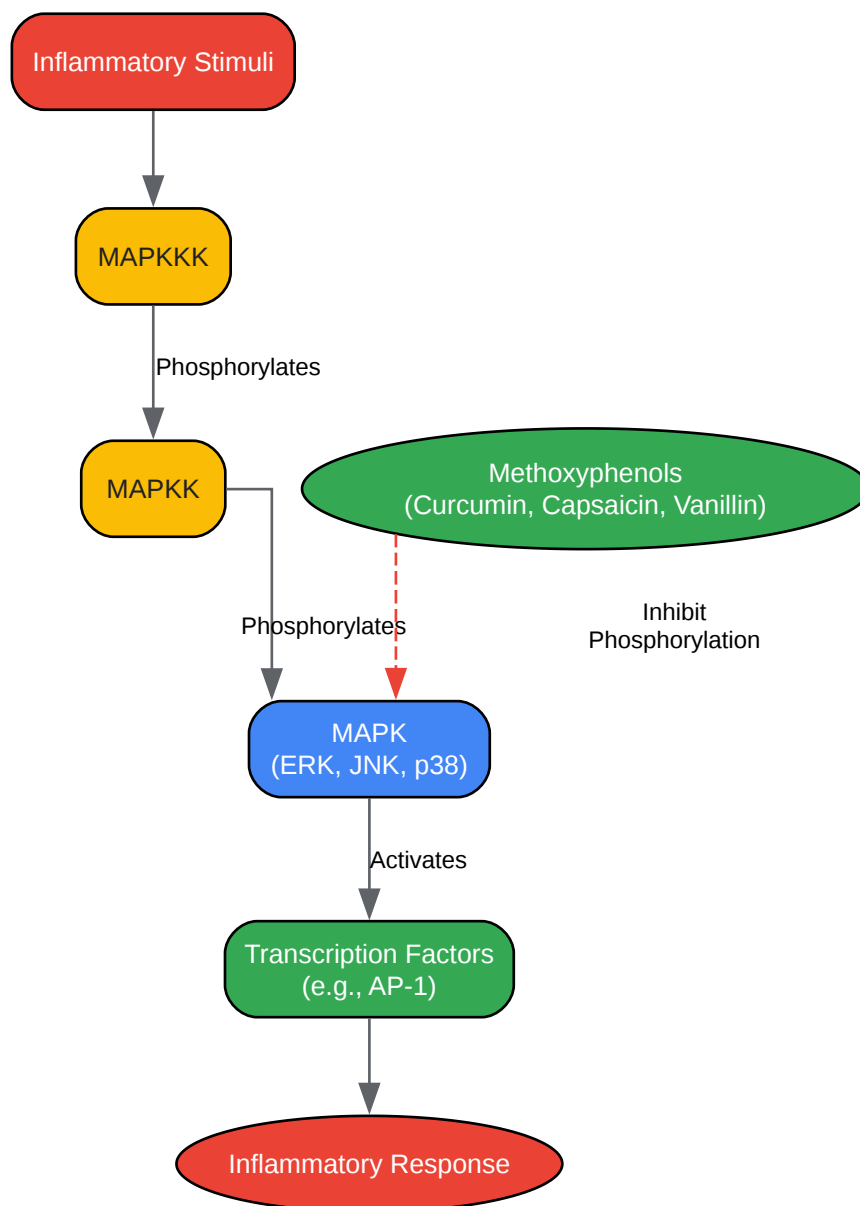 Inflammatory Stimuli
MAPKKK
Phosphorylates
MAPKK
Methoxyphenols
(Curcumin, Capsaicin, Vanillin)
Phosphorylates
Inhibit
Phosphorylation
MAPK
(ERK, JNK, p38)
Activates
Transcription Factors
(e.g., AP-1)
Inflammatory Response